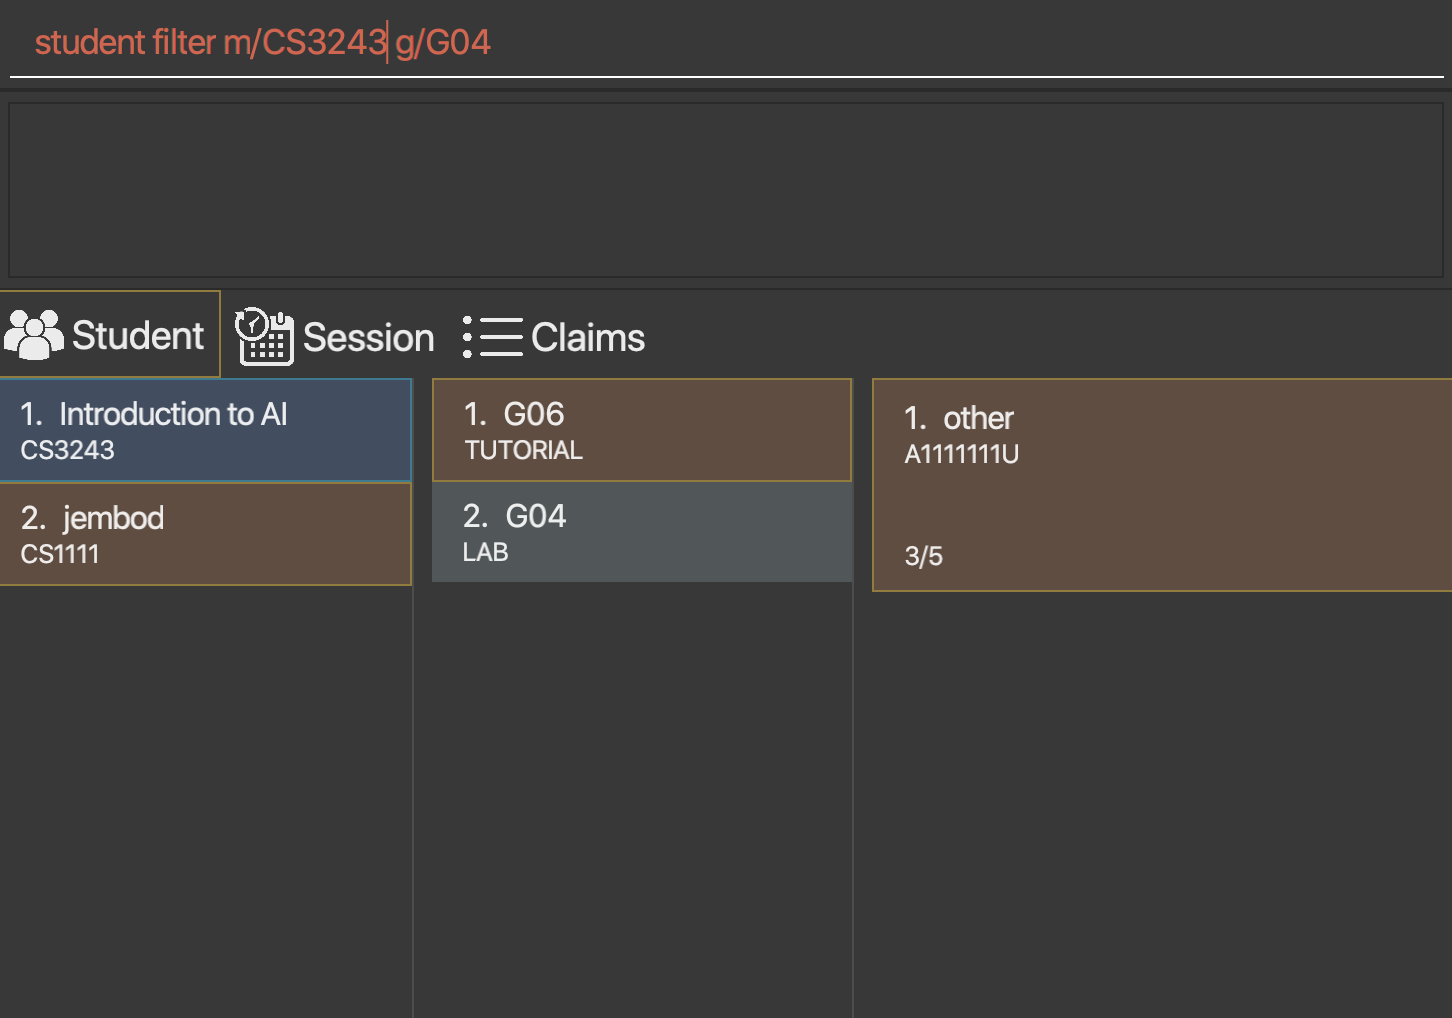 student filter m/CS3243 g/G04
Student
Session
Claims
1. Introduction to AI
CS3243
2. jembod
CS1111
1. G06
TUTORIAL
2. G04
LAB
1. other
A1111111U
3/5